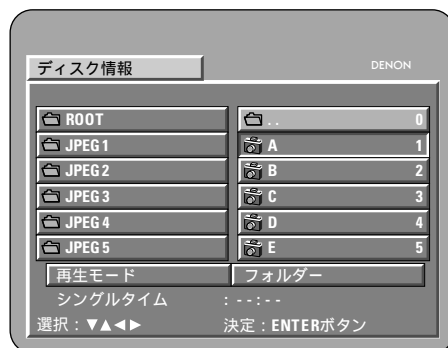 ディスク情報
DENON
ROOT
JPEG1
JPEG2
JPEG3
JPEG4
JPEG5
.. 0
A 1
B 2
C 3
D 4
E 5
再生モード フォルダー
シングルタイム :--:--
選択:▼▲◀▶ 決定:ENTERボタン